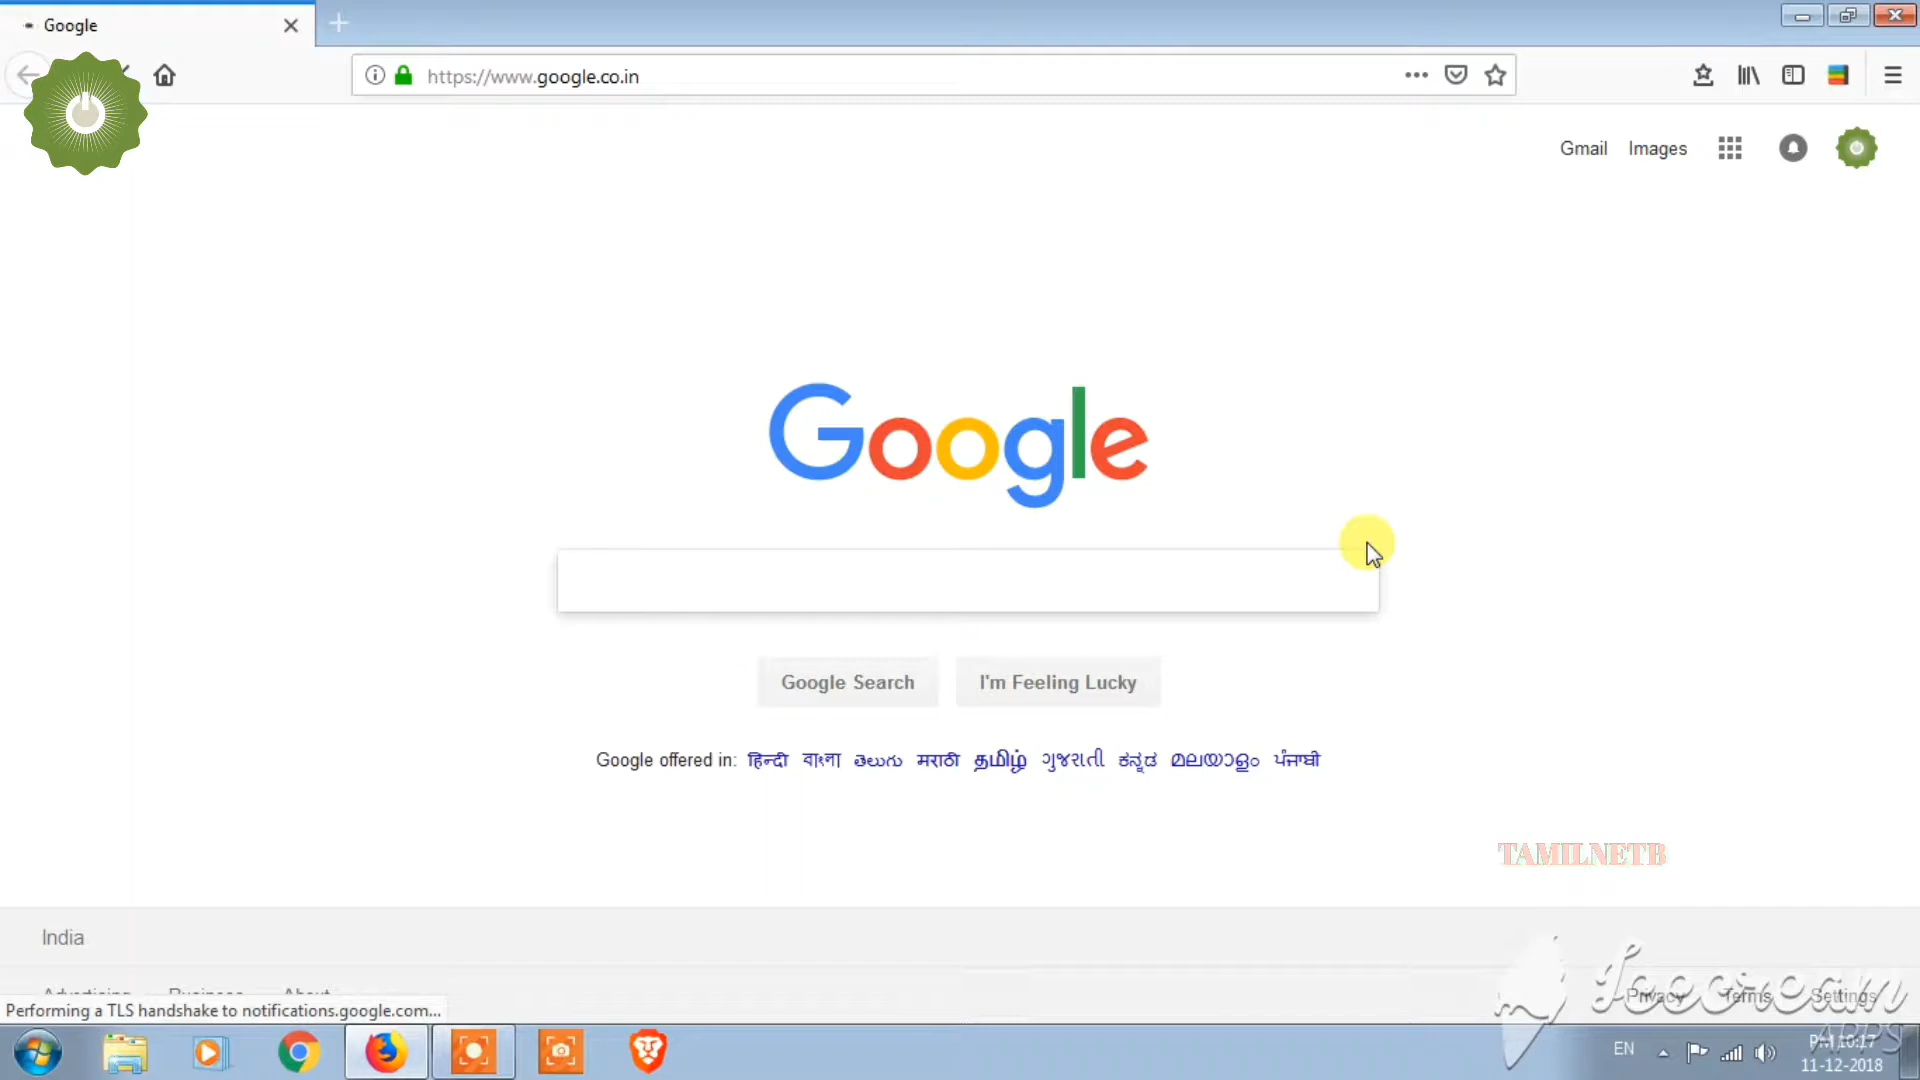 Google
https://www.google.co.in
Gmail Images
Google
Google Search I'm Feeling Lucky
Google offered in: हिन्दी বাংলা తెలుగు मराठी தமிழ் ગુજરાતી ಕನ್ನಡ മലയാളം ਪੰਜਾਬੀ
TAMILNETB
India
Advertising Business About
Privacy Terms Settings
Performing a TLS handshake to notifications.google.com...
APPS
EN
PM 10:17
11-12-2018